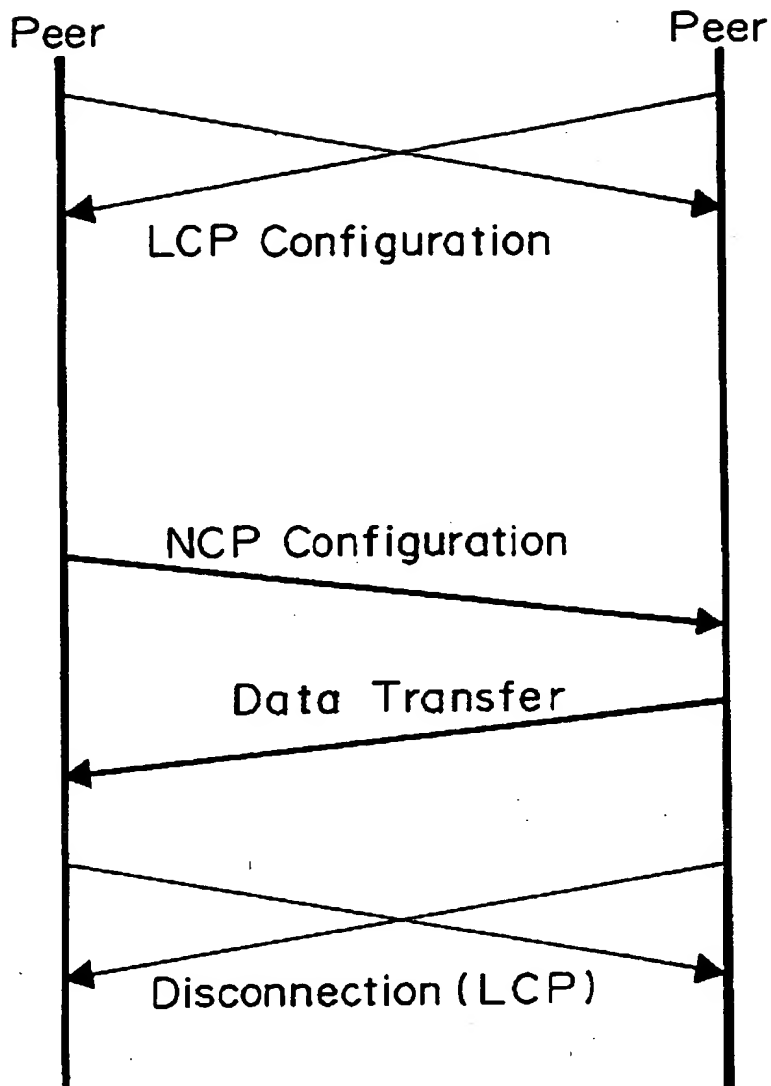 Peer
Peer
LCP Configuration
NCP Configuration
Data Transfer
Disconnection (LCP)